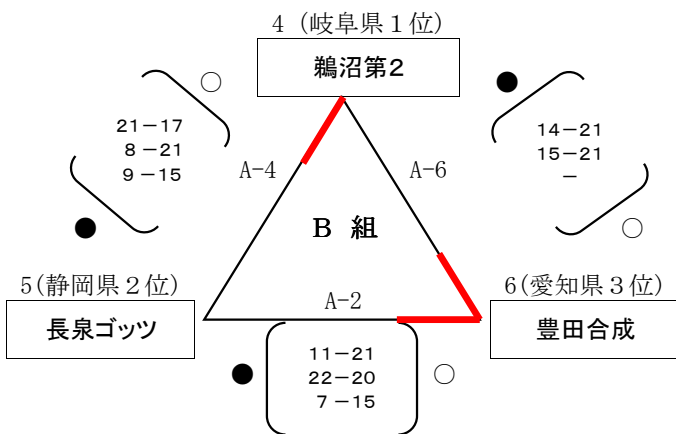 4 (岐阜県１位)
鵜沼第２
○
●
21－17
8－21
9－15
14－21
15－21
－
A-4
A-6
B 組
●
○
5(静岡県２位)
6(愛知県３位)
A-2
長泉ゴッツ
豊田合成
11－21
22－20
7－15
●
○